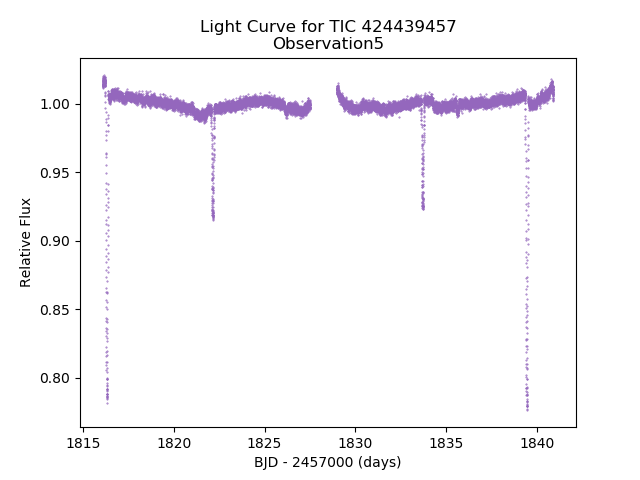 Light Curve for TIC 424439457
Observation5
1.00
0.95
0.90
0.85
0.80
Relative Flux
1815
1820
1825
1830
1835
1840
BJD - 2457000 (days)